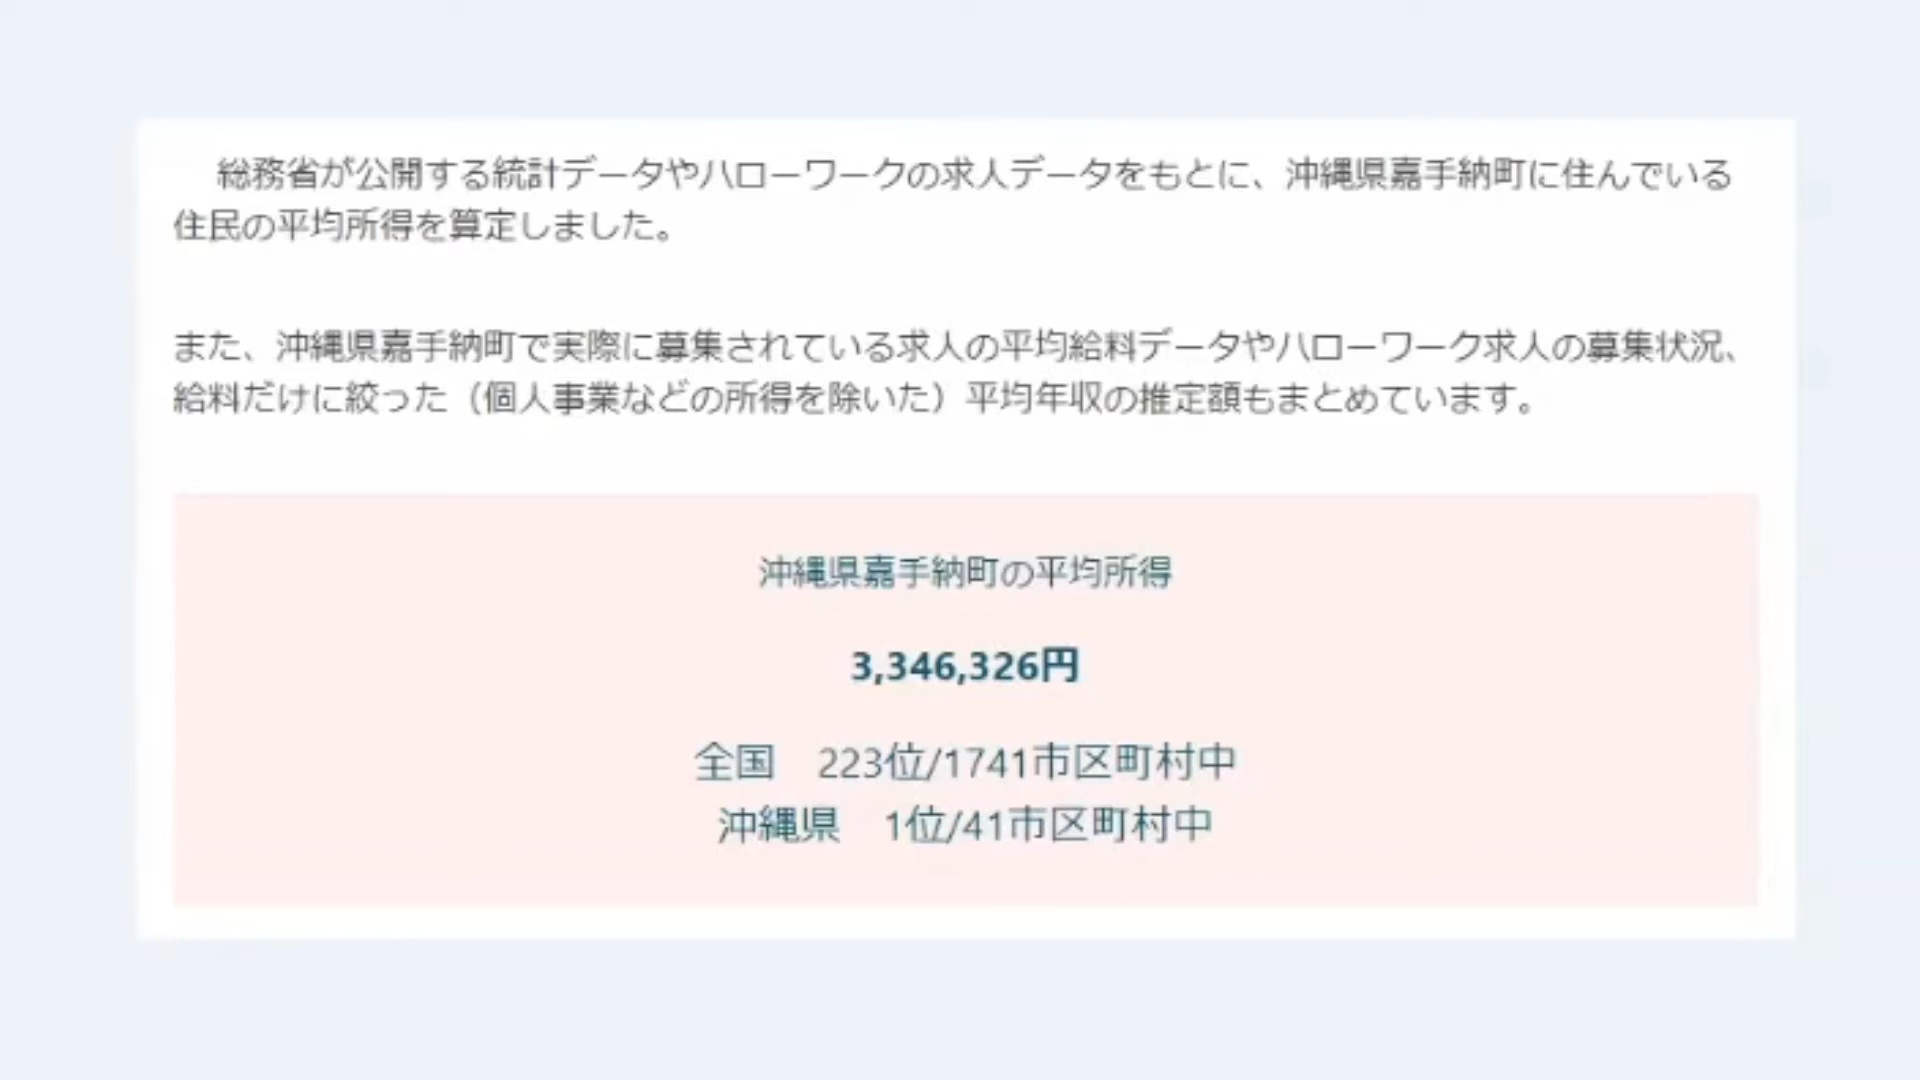 総務省が公開する統計データやハローワークの求人データをもとに、沖縄県嘉手納町に住んでいる
住民の平均所得を算定しました。
また、沖縄県嘉手納町で実際に募集されている求人の平均給料データやハローワーク求人の募集状況、
給料だけに絞った（個人事業などの所得を除いた）平均年収の推定額もまとめています。
沖縄県嘉手納町の平均所得
3,346,326円
全国　223位/1741市区町村中
沖縄県　1位/41市区町村中